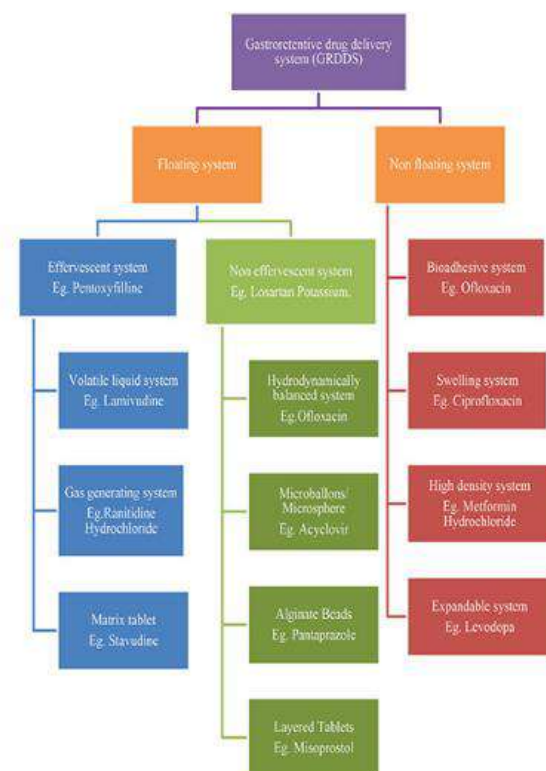 Gastroretentive drug delivery
system (GRDDS)
Floating system
Non floating system
Effervescent system
Eg. Pentoxyfilline
Non effervescent system
Eg. Losartan Potassium.
Bioadhesive system
Eg. Ofloxacin
Volatile liquid system
Eg. Lamivudine
Hydrodynamically
balanced system
Eg.Ofloxacin
Swelling system
Eg. Ciprofloxacin
Gas generating system
Eg.Ranitidine
Hydrochloride
Microballons/
Microsphere
Eg. Acyclovir
High density system
Eg. Metformin
Hydrochloride
Matrix tablet
Eg. Stavudine
Alginate Beads
Eg. Pantaprazole
Expandable system
Eg. Levodopa
Layered Tablets
Eg. Misoprostol